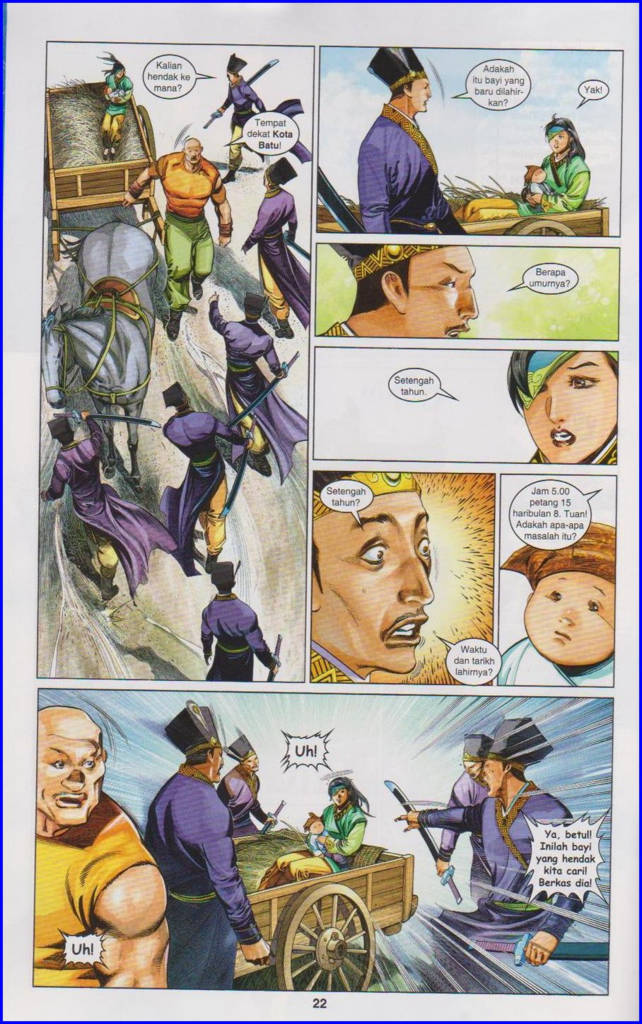 Kalian
hendak ke
mana?
Tempat
dekat Kota
Batu!
Adakah
itu bayi yang
baru dilahir-
kan?
Yak!
Berapa
umurnya?
Setengah
tahun.
Setengah
tahun?
Waktu
dan tarikh
lahirnya?
Jam 5.00
petang 15
haribulan 8. Tuan!
Adakah apa-apa
masalah itu?
Uh!
Uh!
Ya, betul!
Inilah bayi
yang hendak
kita cari!
Berkas dia!
22